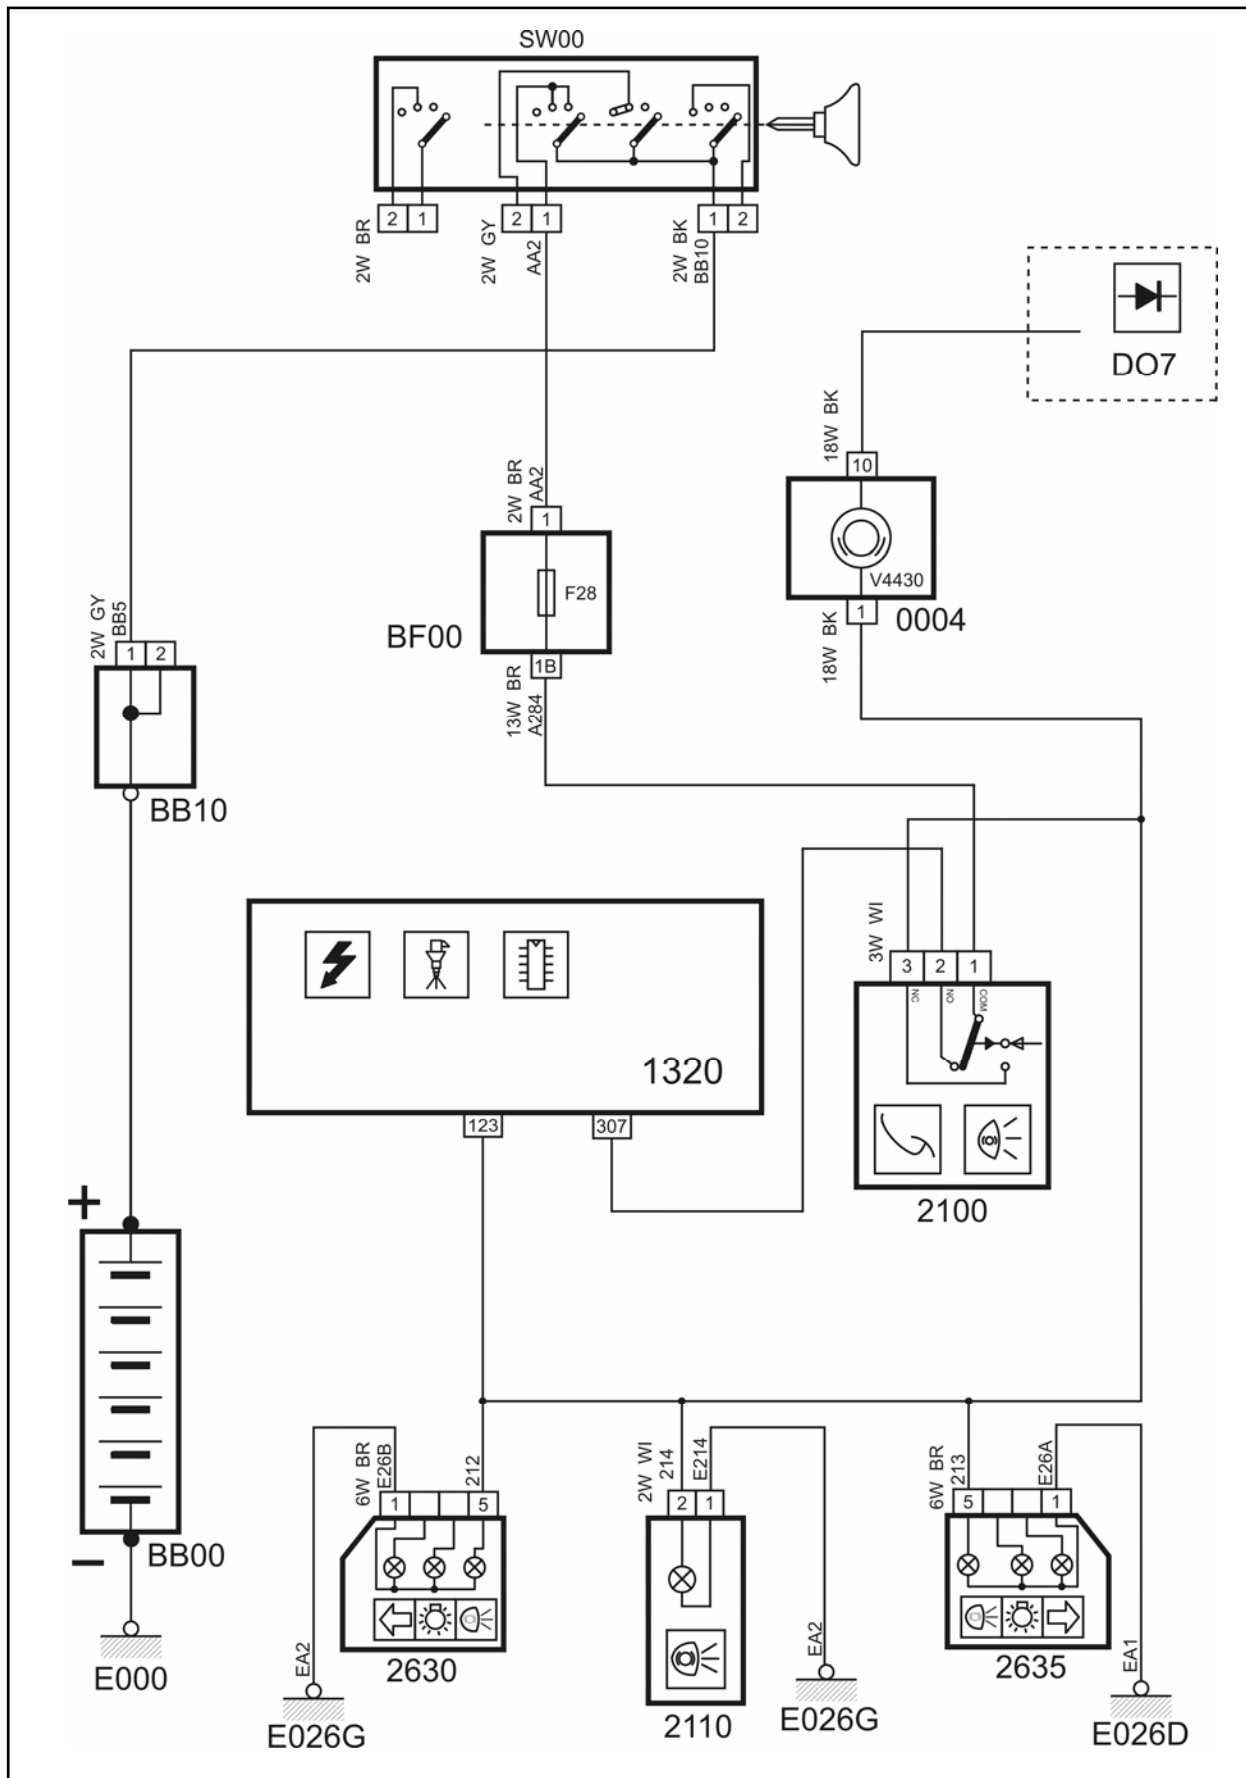 SW00
2 1
2 1
1 2
2W BR
2W GY
AA2
2W BK
BB10
DO7
18W BK
10
V4430
0004
1
18W BK
2W BR
AA2
1
F28
BF00
1B
13W BR
A284
2W GY
BB5
1 2
BB10
3W WI
3 2 1
NC
NO
COM
2100
1320
123
307
+
−
BB00
E000
6W BR
E26B
212
1 5
2630
EA2
E026G
2W WI
214
E214
2 1
2110
EA2
E026G
6W BR
213
E26A
5 1
2635
EA1
E026D